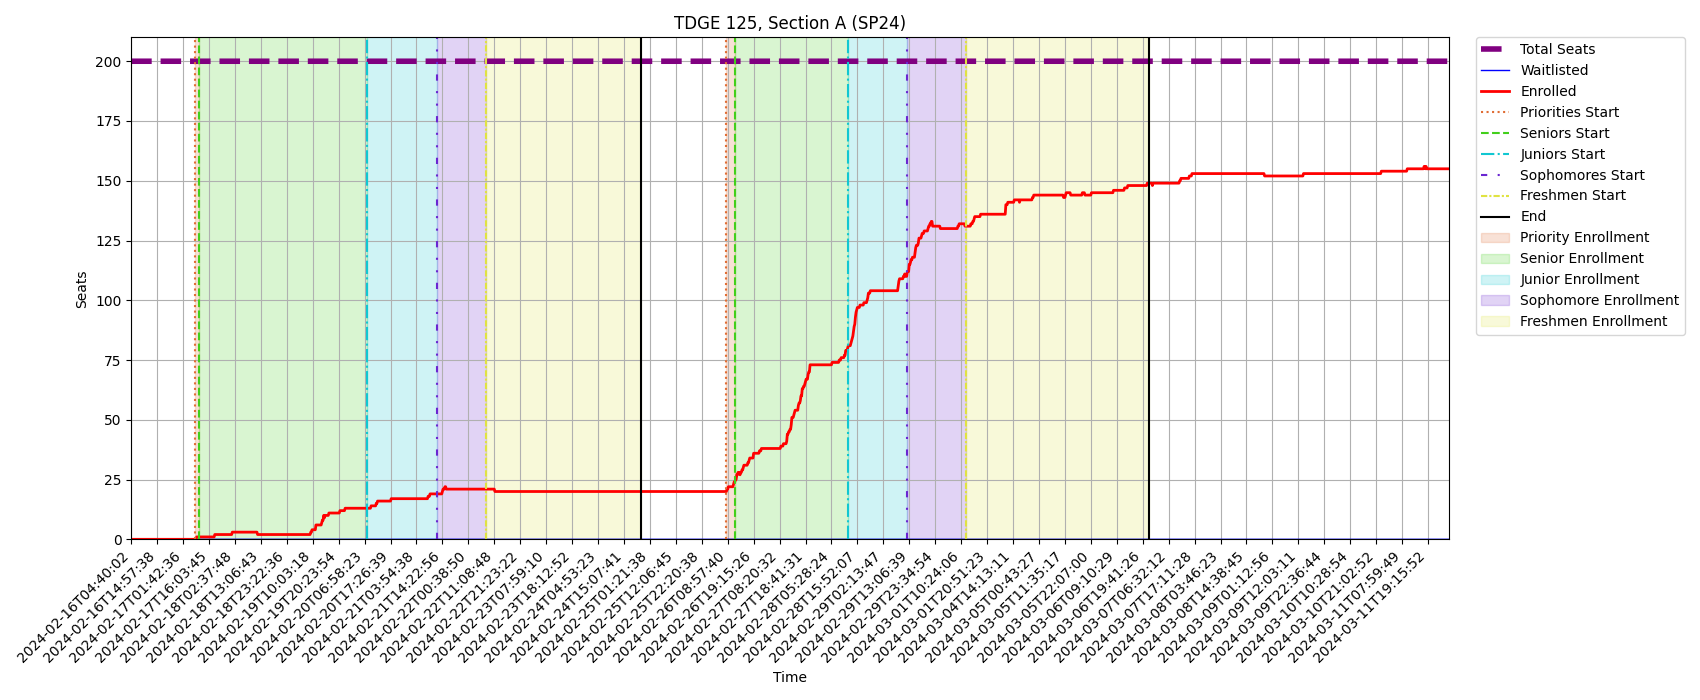 TDGE 125, Section A (SP24)
Seats
200
175
150
125
100
75
50
25
0
2024-02-16T04:40:02
2024-02-16T14:57:38
2024-02-17T01:42:36
2024-02-17T16:03:45
2024-02-18T02:37:48
2024-02-18T13:06:43
2024-02-18T23:22:36
2024-02-19T10:03:18
2024-02-19T20:23:54
2024-02-20T06:58:23
2024-02-20T17:26:39
2024-02-21T03:54:38
2024-02-21T14:22:56
2024-02-22T00:38:50
2024-02-22T11:08:48
2024-02-22T21:23:22
2024-02-23T07:59:10
2024-02-23T18:12:52
2024-02-24T04:53:23
2024-02-24T15:07:41
2024-02-25T01:21:38
2024-02-25T12:06:45
2024-02-25T22:20:38
2024-02-26T08:57:40
2024-02-26T19:15:26
2024-02-27T08:20:32
2024-02-27T18:41:31
2024-02-28T05:28:24
2024-02-28T15:52:07
2024-02-29T02:13:47
2024-02-29T13:06:39
2024-02-29T23:34:54
2024-03-01T10:24:06
2024-03-01T20:51:23
2024-03-04T14:13:11
2024-03-05T00:43:27
2024-03-05T11:35:17
2024-03-05T22:07:00
2024-03-06T09:10:29
2024-03-06T19:41:26
2024-03-07T06:32:12
2024-03-07T17:11:28
2024-03-08T03:46:23
2024-03-08T14:38:45
2024-03-09T01:12:56
2024-03-09T12:03:11
2024-03-09T22:36:44
2024-03-10T10:28:54
2024-03-10T21:02:52
2024-03-11T07:59:49
2024-03-11T19:15:52
Time
Total Seats
Waitlisted
Enrolled
Priorities Start
Seniors Start
Juniors Start
Sophomores Start
Freshmen Start
End
Priority Enrollment
Senior Enrollment
Junior Enrollment
Sophomore Enrollment
Freshmen Enrollment